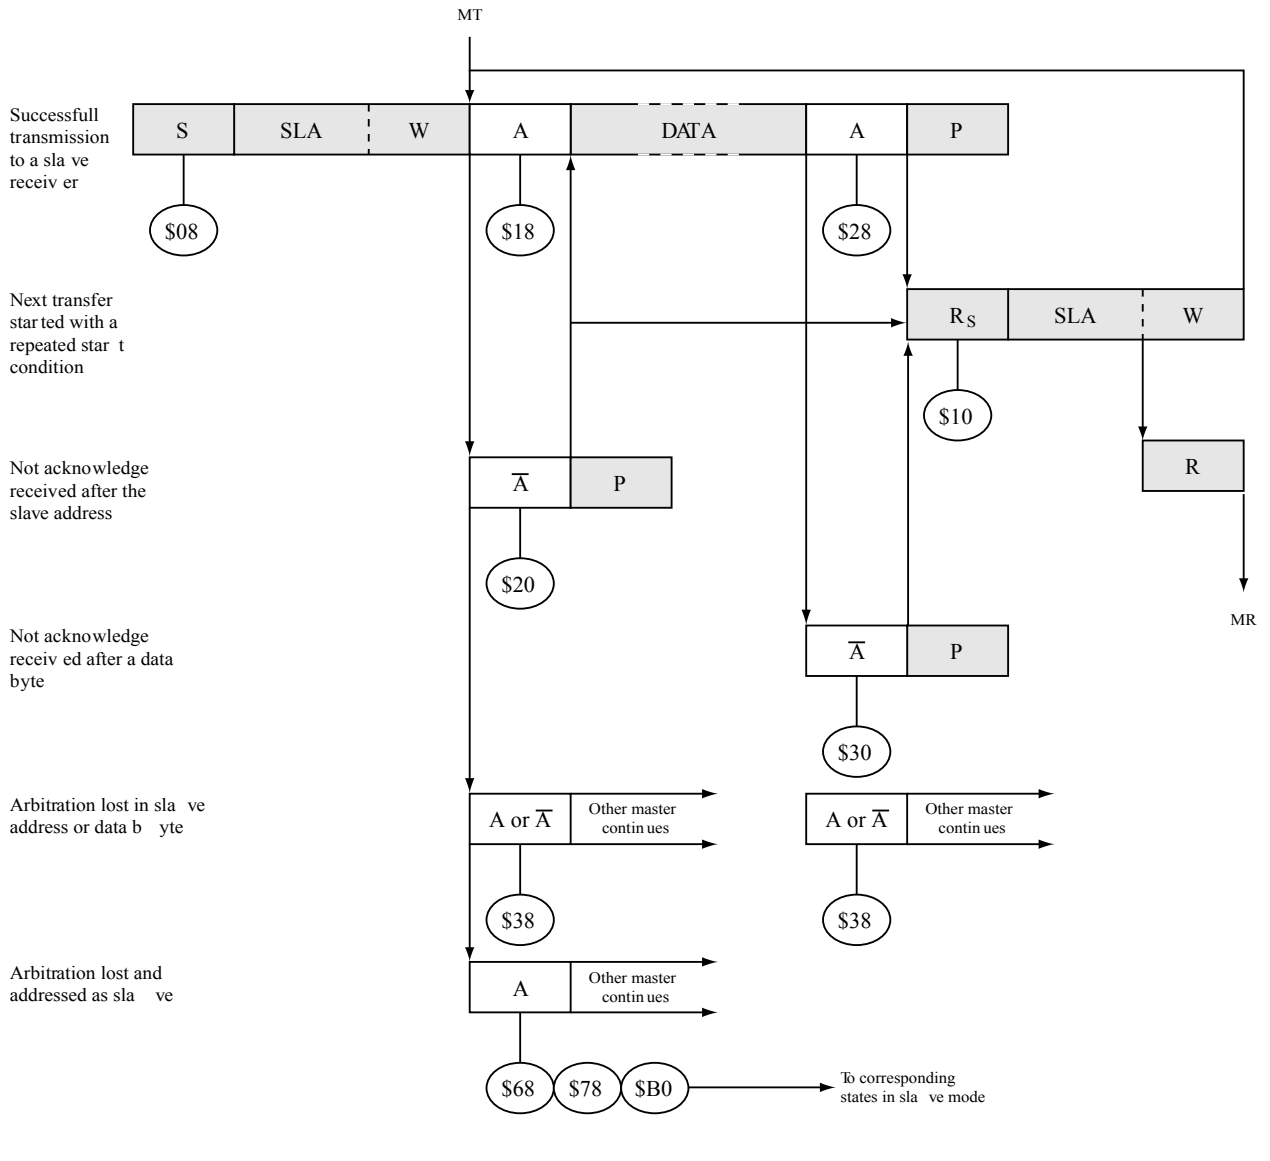 MT
Successfull
transmission
to a sla ve
receiv er
S SLA W A DATA A P
$08 $18 $28
Next transfer
star ted with a
repeated star t
condition
RS SLA W
$10
Not acknowledge
received after the
slave address
A̅ P
R
$20
MR
Not acknowledge
receiv ed after a data
byte
A̅ P
$30
Arbitration lost in sla ve
address or data b yte
A or A̅ Other master
contin ues
A or A̅ Other master
contin ues
$38 $38
Arbitration lost and
addressed as sla ve
A Other master
contin ues
$68 $78 $B0
To corresponding
states in sla ve mode